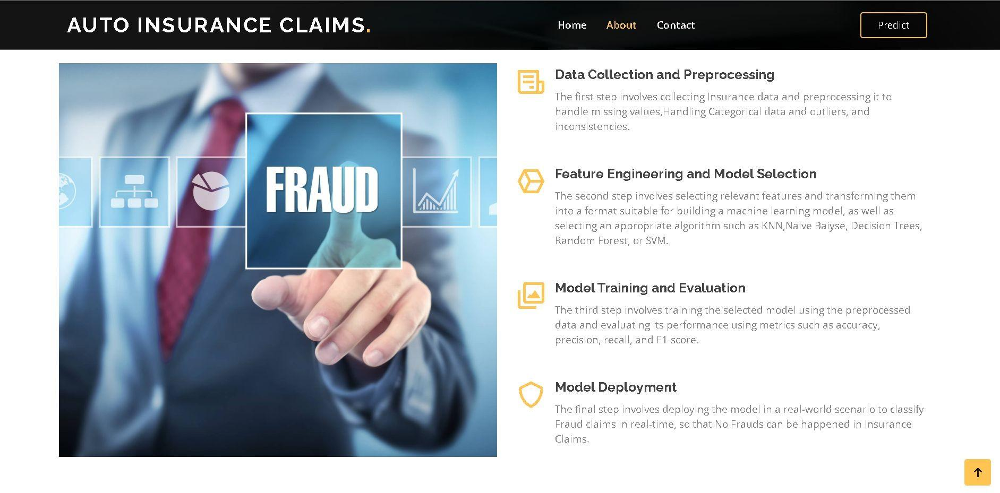 AUTO INSURANCE CLAIMS.
Home About Contact
Predict
FRAUD
Data Collection and Preprocessing
The first step involves collecting Insurance data and preprocessing it to
handle missing values,Handling Categorical data and outliers, and
inconsistencies.
Feature Engineering and Model Selection
The second step involves selecting relevant features and transforming them
into a format suitable for building a machine learning model, as well as
selecting an appropriate algorithm such as KNN,Naive Baiyse, Decision Trees,
Random Forest, or SVM.
Model Training and Evaluation
The third step involves training the selected model using the preprocessed
data and evaluating its performance using metrics such as accuracy,
precision, recall, and F1-score.
Model Deployment
The final step involves deploying the model in a real-world scenario to classify
Fraud claims in real-time, so that No Frauds can be happened in Insurance
Claims.